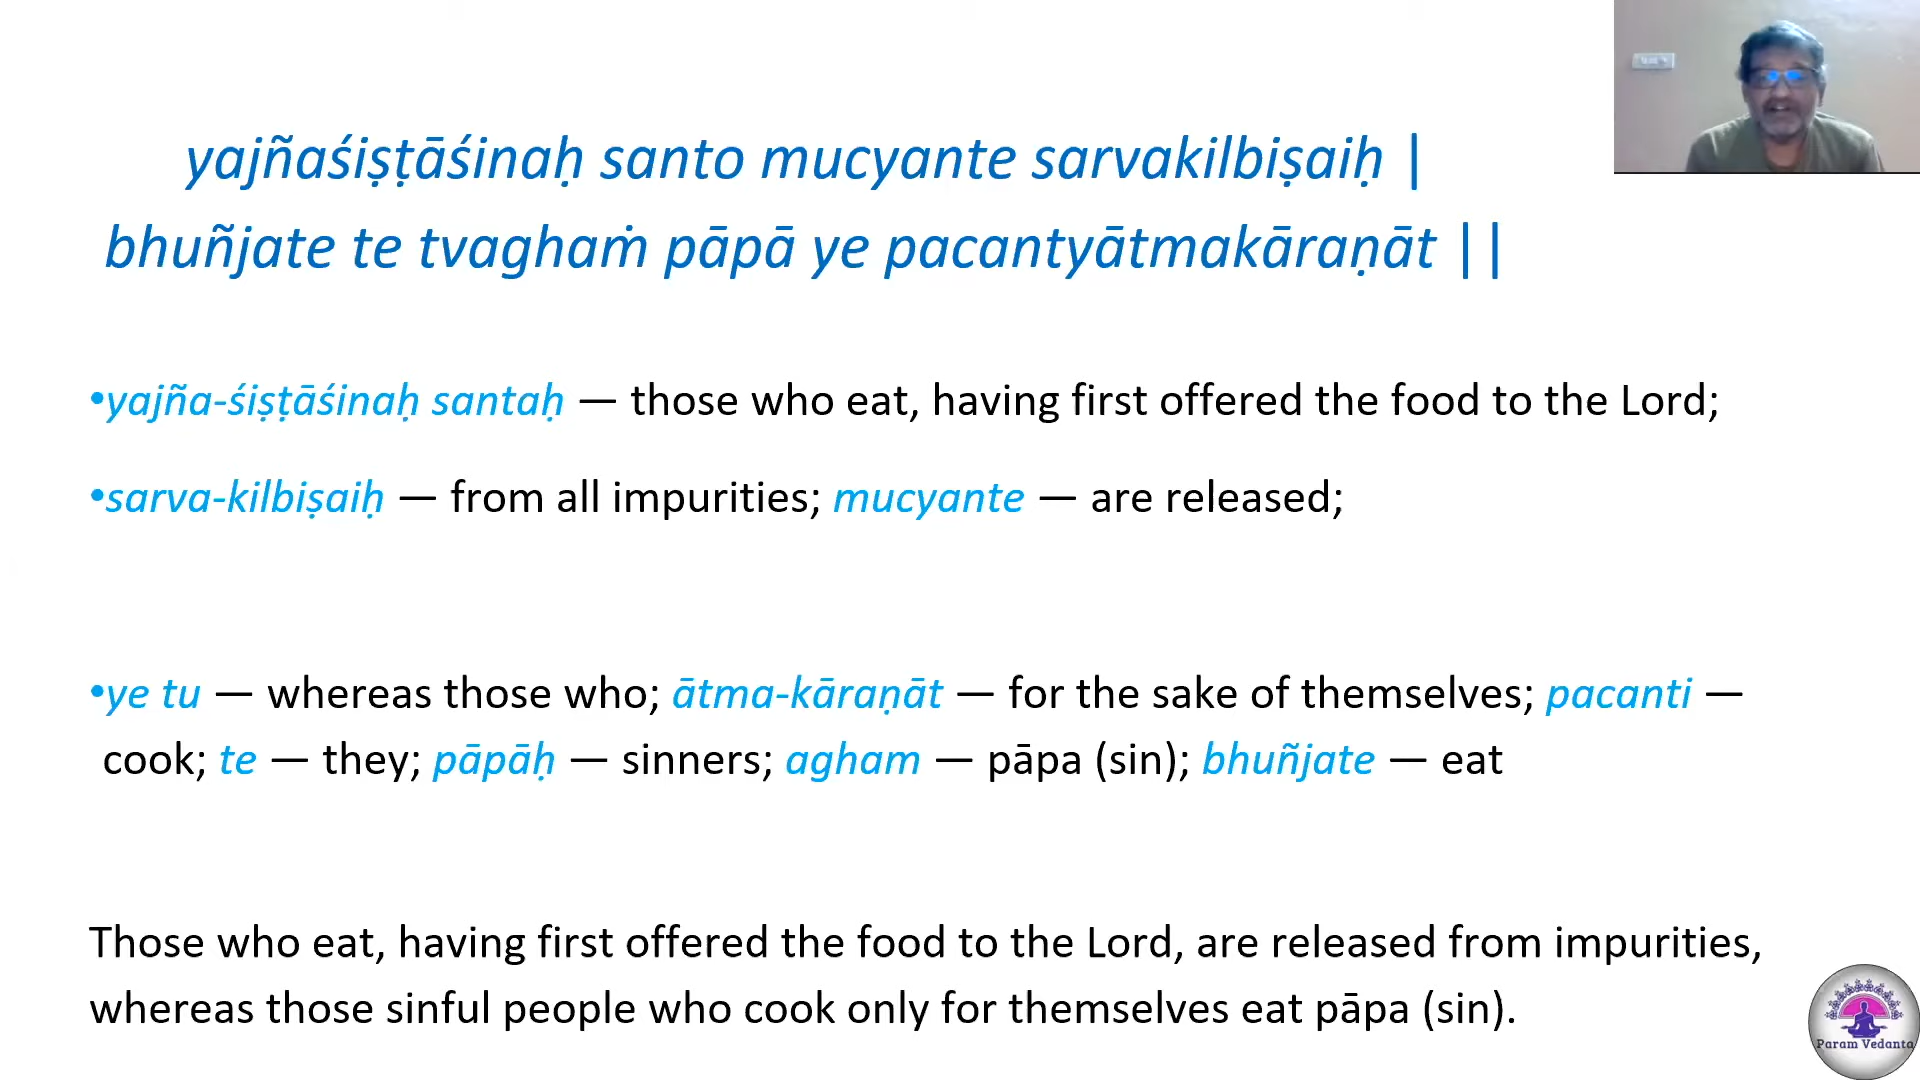 yajñaśiṣṭāśinaḥ santo mucyante sarvakilbiṣaiḥ |
bhuñjate te tvaghaṁ pāpā ye pacantyātmakāraṇāt ||
•yajña-śiṣṭāśinaḥ santaḥ — those who eat, having first offered the food to the Lord;
•sarva-kilbiṣaiḥ — from all impurities; mucyante — are released;
•ye tu — whereas those who; ātma-kāraṇāt — for the sake of themselves; pacanti —
cook; te — they; pāpāḥ — sinners; agham — pāpa (sin); bhuñjate — eat
Those who eat, having first offered the food to the Lord, are released from impurities,
whereas those sinful people who cook only for themselves eat pāpa (sin).
Param Vedanta